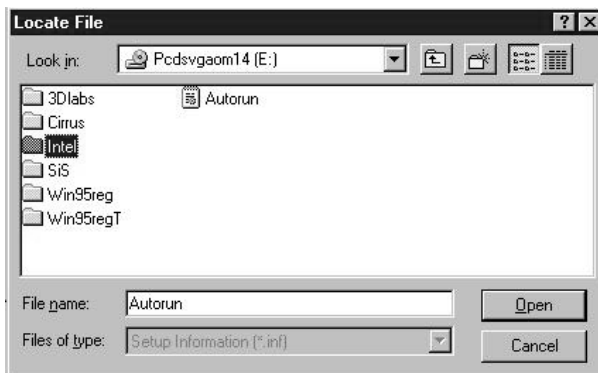 Locate File
Look in: Pcdsvgaom14 (E:)
3Dlabs Autorun
Cirrus
Intel
SiS
Win95reg
Win95regT
File name: Autorun Open
Files of type: Setup Information (*.inf) Cancel